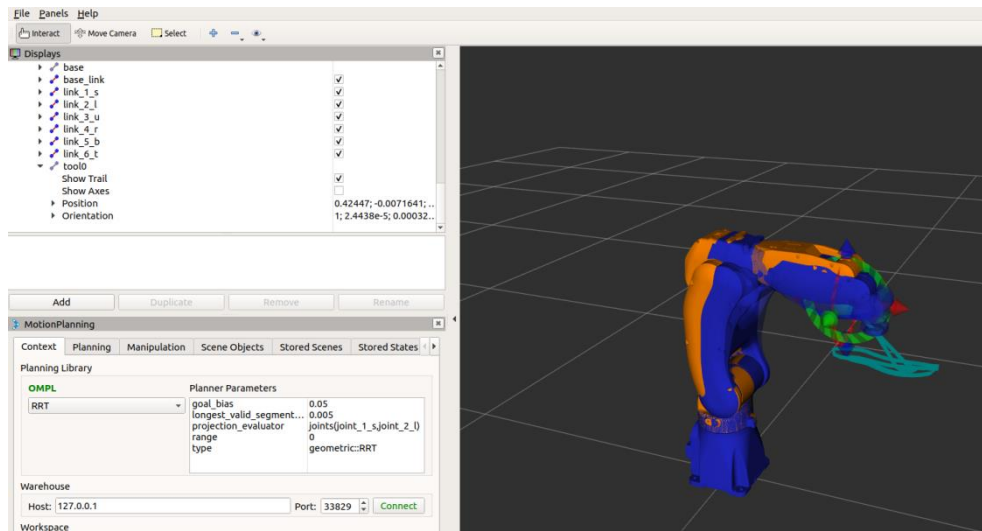 File Panels Help
Interact Move Camera Select
Displays
base
base_link
link_1_s
link_2_l
link_3_u
link_4_r
link_5_b
link_6_t
tool0
Show Trail
Show Axes
Position 0.42447; -0.0071641; ..
Orientation 1; 2.4438e-5; 0.00032...
Add Duplicate Remove Rename
MotionPlanning
Context Planning Manipulation Scene Objects Stored Scenes Stored States
Planning Library
OMPL Planner Parameters
RRT
goal_bias 0.05
longest_valid_segment... 0.005
projection_evaluator joints(joint_1_s,joint_2_l)
range 0
type geometric::RRT
Warehouse
Host: 127.0.0.1 Port: 33829 Connect
Workspace